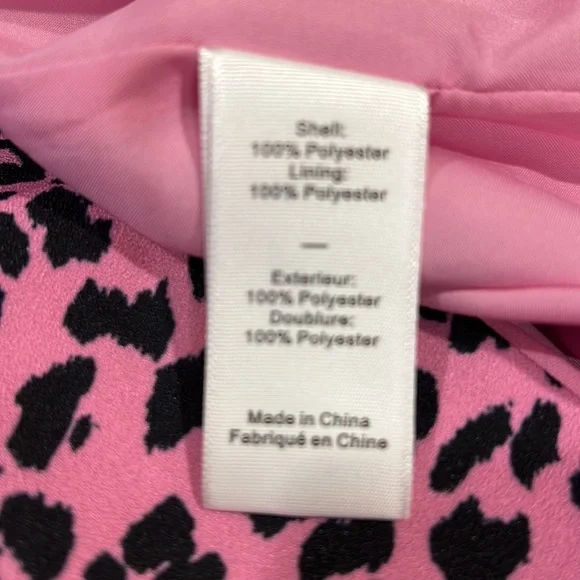 Shell:
100% Polyester
Lining:
100% Polyester
—
Exterieur:
100% Polyester
Doublure:
100% Polyester
Made in China
Fabriqué en Chine